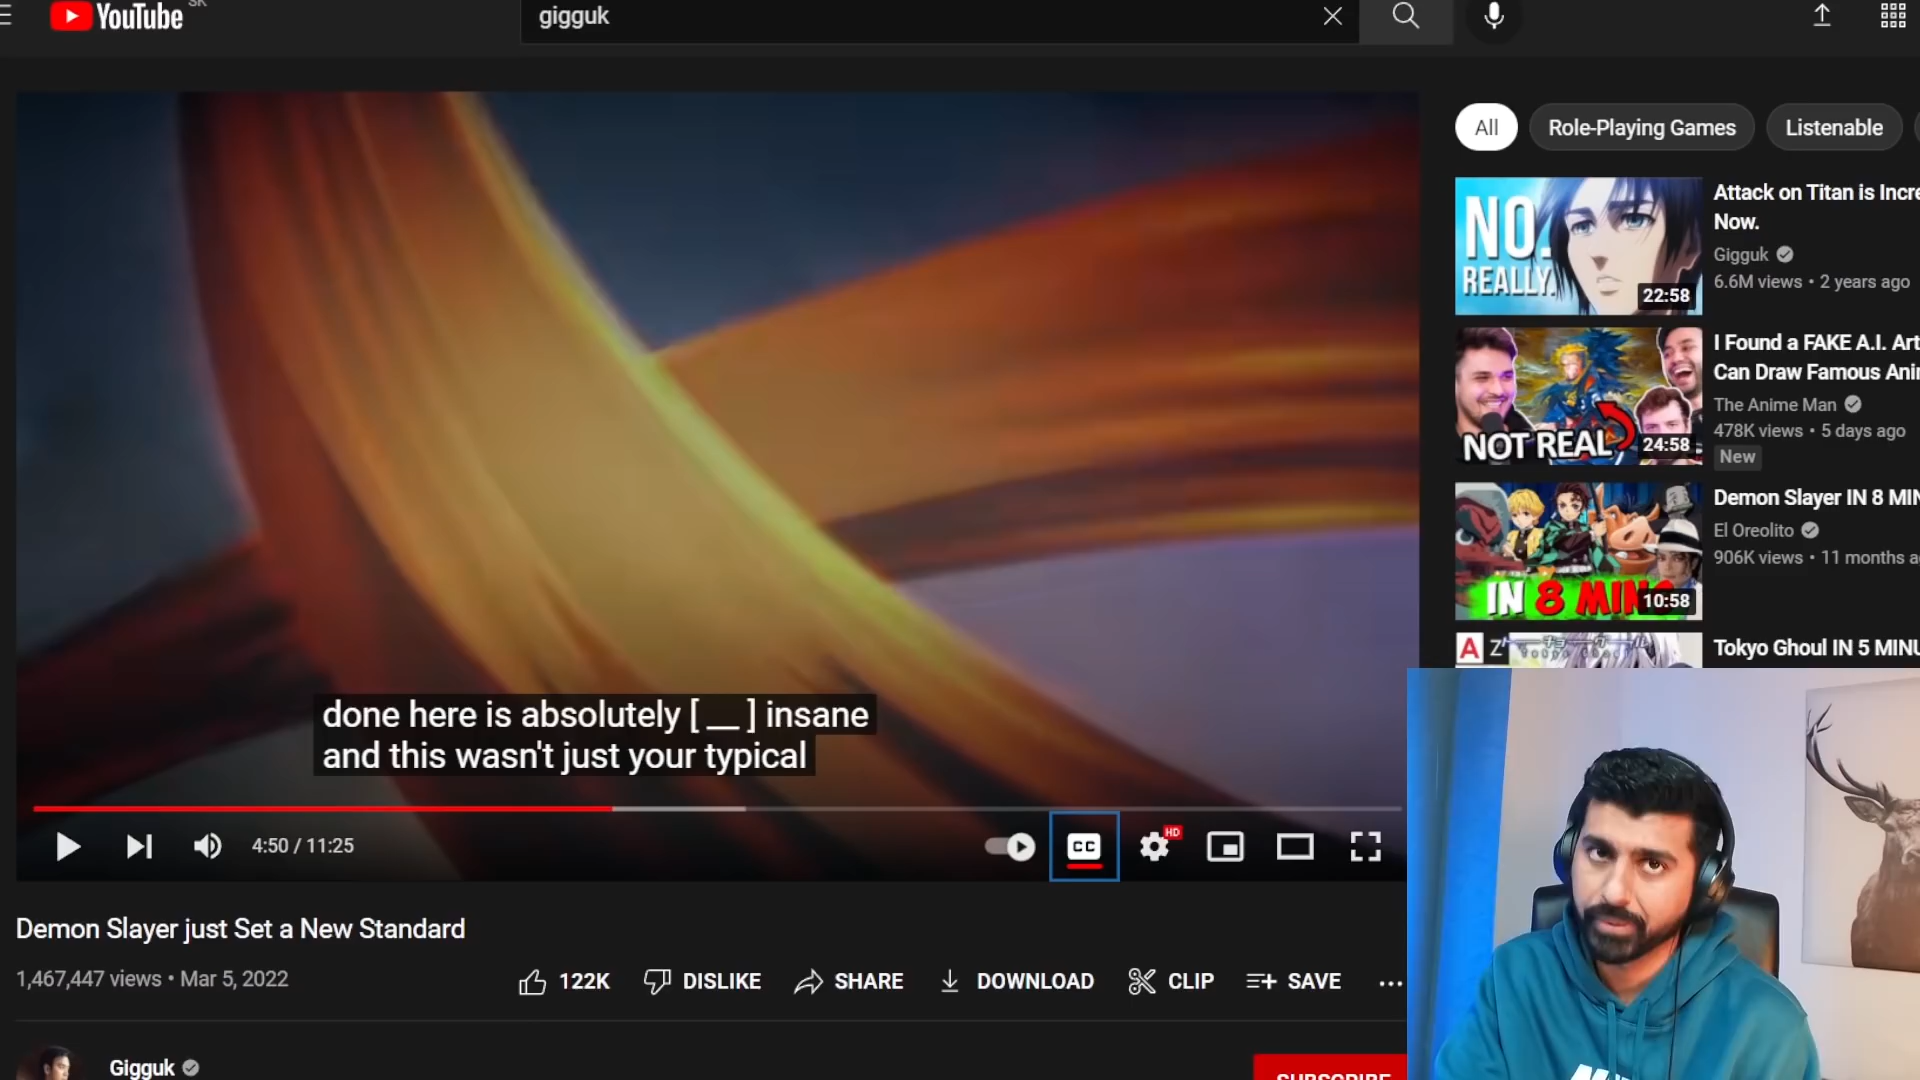 YouTube SK
gigguk
All
Role-Playing Games
Listenable
NO.
REALLY.
22:58
Attack on Titan is Incre
Now.
Gigguk
6.6M views • 2 years ago
NOT REAL
24:58
I Found a FAKE A.I. Art
Can Draw Famous Anir
The Anime Man
478K views • 5 days ago
New
IN 8 MIN
10:58
Demon Slayer IN 8 MIN
El Oreolito
906K views • 11 months a
A
Tokyo Ghoul IN 5 MINU
done here is absolutely [ __ ] insane
and this wasn't just your typical
4:50 / 11:25
CC
HD
Demon Slayer just Set a New Standard
1,467,447 views • Mar 5, 2022
122K
DISLIKE
SHARE
DOWNLOAD
CLIP
SAVE
Gigguk
SUBSCRIBE